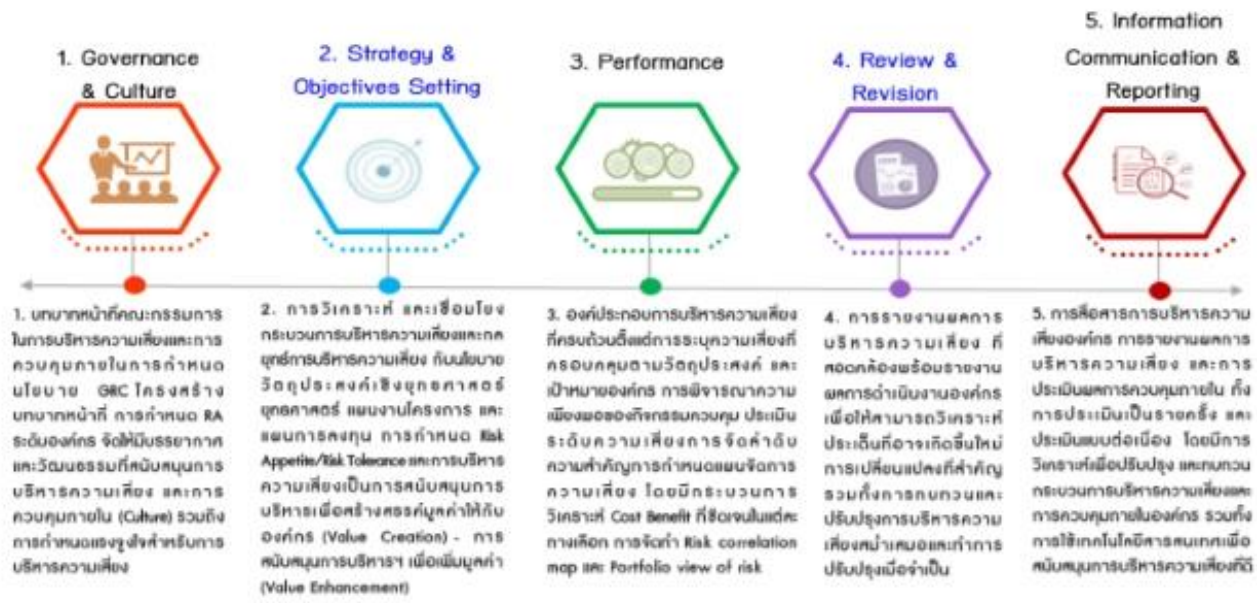 1. Governance
& Culture
2. Strategy &
Objectives Setting
3. Performance
4. Review &
Revision
5. Information
Communication &
Reporting
1. บทบาทหน้าที่คณะกรรมการ
ในการบริหารความเสี่ยงและการ
ควบคุมภายในการกำหนด
นโยบาย GRC โครงสร้าง
บทบาทหน้าที่ การกำหนด RA
ระดับองค์กร จัดให้มีบรรยากาศ
และวัฒนธรรมที่สนับสนุนการ
บริหารความเสี่ยง และการ
ควบคุมภายใน (Culture) รวมถึง
การกำหนดแรงจูงใจสำหรับการ
บริหารความเสี่ยง
2. การวิเคราะห์ และเชื่อมโยง
กระบวนการบริหารความเสี่ยงและกล
ยุทธ์การบริหารความเสี่ยง กับนโยบาย
วัตถุประสงค์เชิงยุทธศาสตร์
ยุทธศาสตร์ แผนงานโครงการ และ
แผนการลงทุน การกำหนด Risk
Appetite/Risk Tolerance และการบริหาร
ความเสี่ยงเป็นการสนับสนุนการ
บริหารเพื่อสร้างสรรค์มูลค่าให้กับ
องค์กร (Value Creation) - การ
สนับสนุนการบริหารฯ เพื่อเพิ่มมูลค่า
(Value Enhancement)
3. องค์ประกอบการบริหารความเสี่ยง
ที่ครบถ้วนตั้งแต่การระบุความเสี่ยงที่
ครอบคลุมตามวัตถุประสงค์ และ
เป้าหมายองค์กร การพิจารณาความ
เพียงพอของกิจกรรมควบคุม ประเมิน
ระดับความเสี่ยงการจัดลำดับ
ความสำคัญการกำหนดแผนจัดการ
ความเสี่ยง โดยมีกระบวนการ
วิเคราะห์ Cost Benefit ที่ชัดเจนในแต่ละ
ทางเลือก การจัดทำ Risk correlation
map และ Portfolio view of risk
4. การรายงานผลการ
บริหารความเสี่ยง ที่
สอดคล้องพร้อมรายงาน
ผลการดำเนินงานองค์กร
เพื่อให้สามารถวิเคราะห์
ประเด็นที่อาจเกิดขึ้นใหม่
การเปลี่ยนแปลงที่สำคัญ
รวมทั้งการทบทวนและ
ปรับปรุงการบริหารความ
เสี่ยงสม่ำเสมอและทำการ
ปรับปรุงเมื่อจำเป็น
5. การสื่อสารการบริหารความ
เสี่ยงองค์กร การรายงานผลการ
บริหารความเสี่ยง และการ
ประเมินผลการควบคุมภายใน ทั้ง
การประเมินเป็นรายครั้ง และ
ประเมินแบบต่อเนื่อง โดยมีการ
วิเคราะห์เพื่อปรับปรุง และทบทวน
กระบวนการบริหารความเสี่ยงและ
การควบคุมภายในองค์กร รวมทั้ง
การใช้เทคโนโลยีสารสนเทศเพื่อ
สนับสนุนการบริหารความเสี่ยงที่ดี